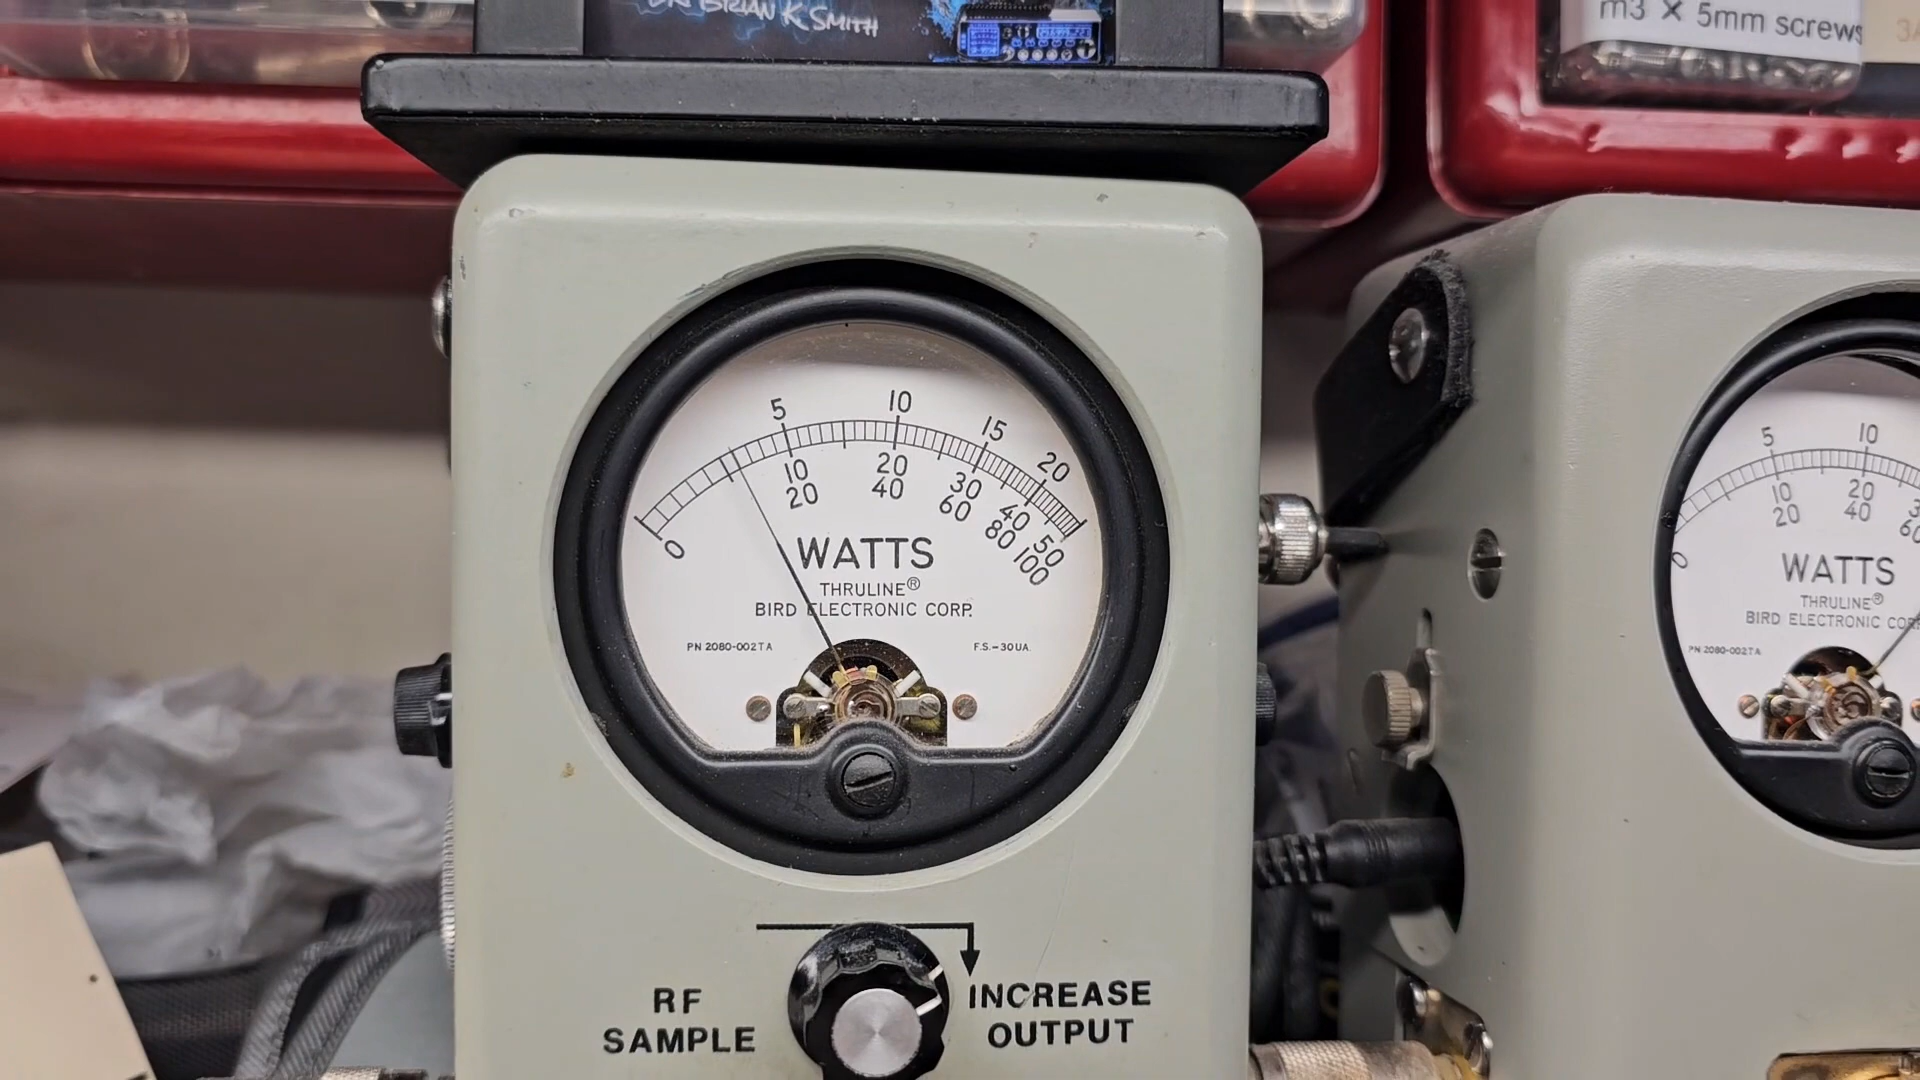 DR BRIAN K SMITH
m3 × 5mm screws
5 10 15 20
10 20 30 40 50
20 40 60 80 100
0
WATTS
THRULINE®
BIRD ELECTRONIC CORP.
PN 2080-002TA
F.S.-30UA.
RF
SAMPLE
INCREASE
OUTPUT
5 10
10 20
20 40
0
WATTS
THRULINE®
BIRD ELECTRONIC
PN 2080-002TA